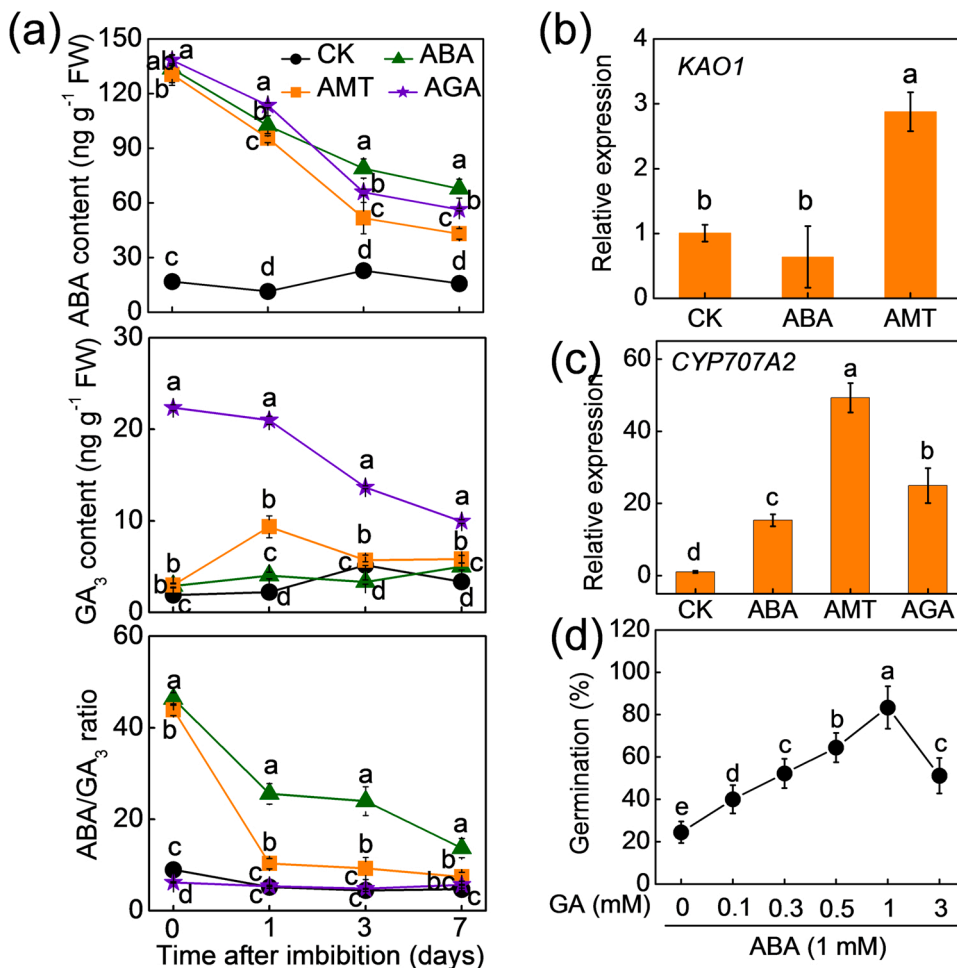 (a)
ABA content (ng g⁻¹ FW)
150
120
90
60
30
0
CK
ABA
AMT
AGA
ab
a
b
c
a
b
c
d
a
b
c
d
a
b
c
d
GA₃ content (ng g⁻¹ FW)
30
20
10
0
a
b
b
c
a
b
c
d
a
b
c
d
a
b
c
d
ABA/GA₃ ratio
60
40
20
0
a
b
c
d
a
b
c
c
a
b
c
c
a
b
bc
c
0 1 3 7
Time after imbibition (days)
(b)
KAO1
Relative expression
4
3
2
1
0
b
b
a
CK ABA AMT
(c)
CYP707A2
Relative expression
60
40
20
0
d
c
a
b
CK ABA AMT AGA
(d)
Germination (%)
120
100
80
60
40
20
0
e
d
c
b
a
c
GA (mM) 0 0.1 0.3 0.5 1 3
ABA (1 mM)